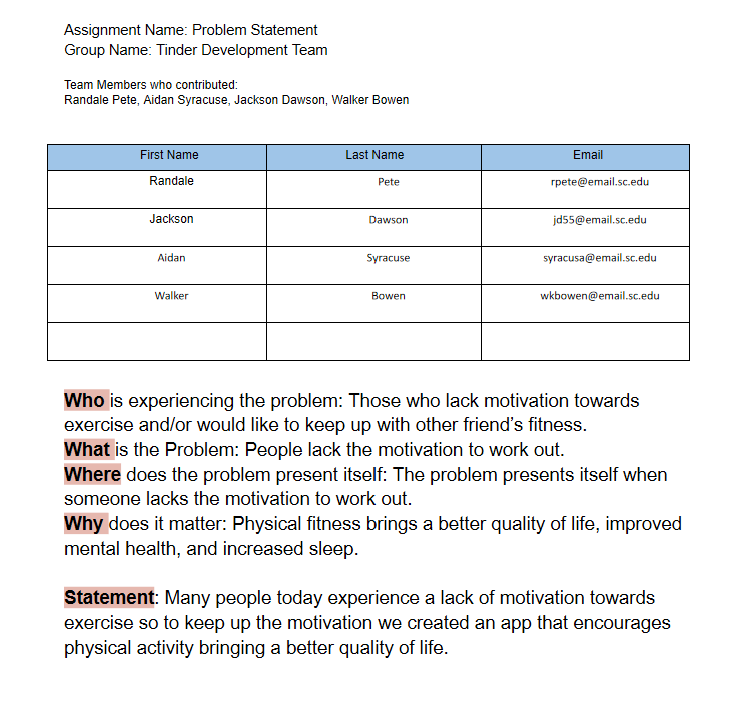 Assignment Name: Problem Statement
Group Name: Tinder Development Team
Team Members who contributed:
Randale Pete, Aidan Syracuse, Jackson Dawson, Walker Bowen
First Name Last Name Email
Randale Pete rpete@email.sc.edu
Jackson Dawson jd55@email.sc.edu
Aidan Syracuse syracusa@email.sc.edu
Walker Bowen wkbowen@email.sc.edu
Who is experiencing the problem: Those who lack motivation towards
exercise and/or would like to keep up with other friend's fitness.
What is the Problem: People lack the motivation to work out.
Where does the problem present itself: The problem presents itself when
someone lacks the motivation to work out.
Why does it matter: Physical fitness brings a better quality of life, improved
mental health, and increased sleep.
Statement: Many people today experience a lack of motivation towards
exercise so to keep up the motivation we created an app that encourages
physical activity bringing a better quality of life.